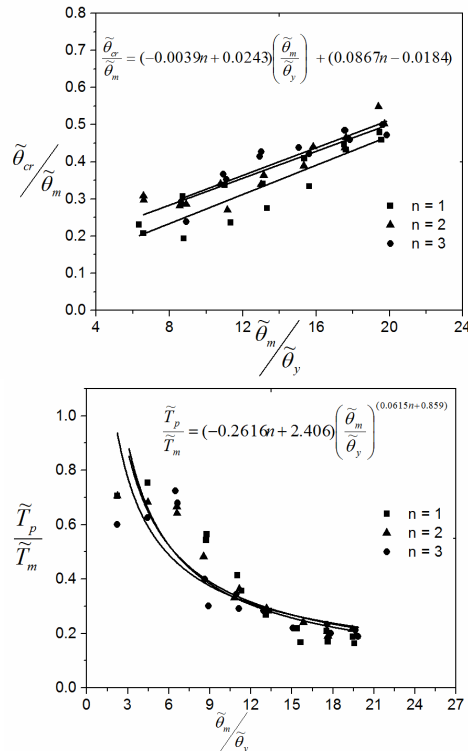 0.8
θ̃cr/θ̃m = (-0.0039n+0.0243)(θ̃m/θ̃y) + (0.0867n-0.0184)
0.7
0.6
0.5
θ̃cr/θ̃m
0.4
0.3
0.2
0.1
0.0
n = 1
n = 2
n = 3
4 8 12 16 20 24
θ̃m/θ̃y
1.0
T̃p/T̃m = (-0.2616n+2.406)(θ̃m/θ̃y)^(0.0615n+0.859)
0.8
0.6
T̃p/T̃m
0.4
0.2
0.0
n = 1
n = 2
n = 3
0 3 6 9 12 15 18 21 24 27
θ̃m/θ̃y